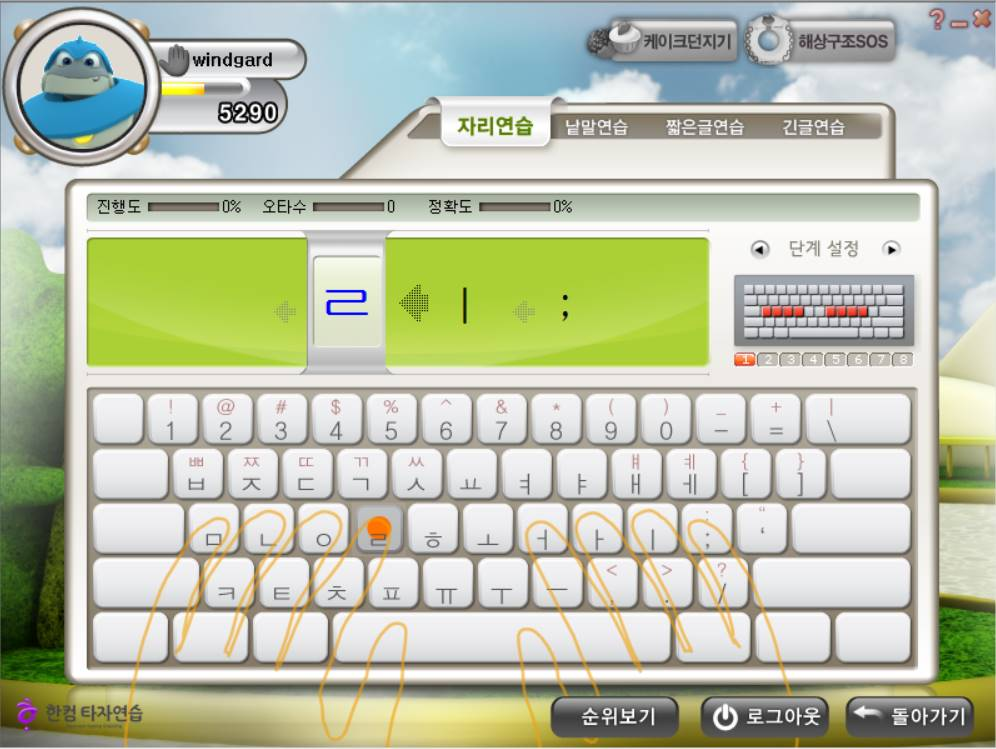 windgard
5290
케이크던지기 해상구조SOS
자리연습 낱말연습 짧은글연습 긴글연습
진행도 0% 오타수 0 정확도 0%
단계 설정
ㄹ ㅣ ;
1 2 3 4 5 6 7 8
! @ # $ % ^ & * ( ) _ + |
1 2 3 4 5 6 7 8 9 0 - = \
ㅃ ㅉ ㄸ ㄲ ㅆ ㅒ ㅖ { }
ㅂ ㅈ ㄷ ㄱ ㅅ ㅛ ㅕ ㅑ ㅐ ㅔ [ ]
: “
ㅁ ㄴ ㅇ ㄹ ㅎ ㅗ ㅓ ㅏ ㅣ ; ‘
< > ?
ㅋ ㅌ ㅊ ㅍ ㅠ ㅜ ㅡ , . /
한컴 타자연습
순위보기 로그아웃 돌아가기